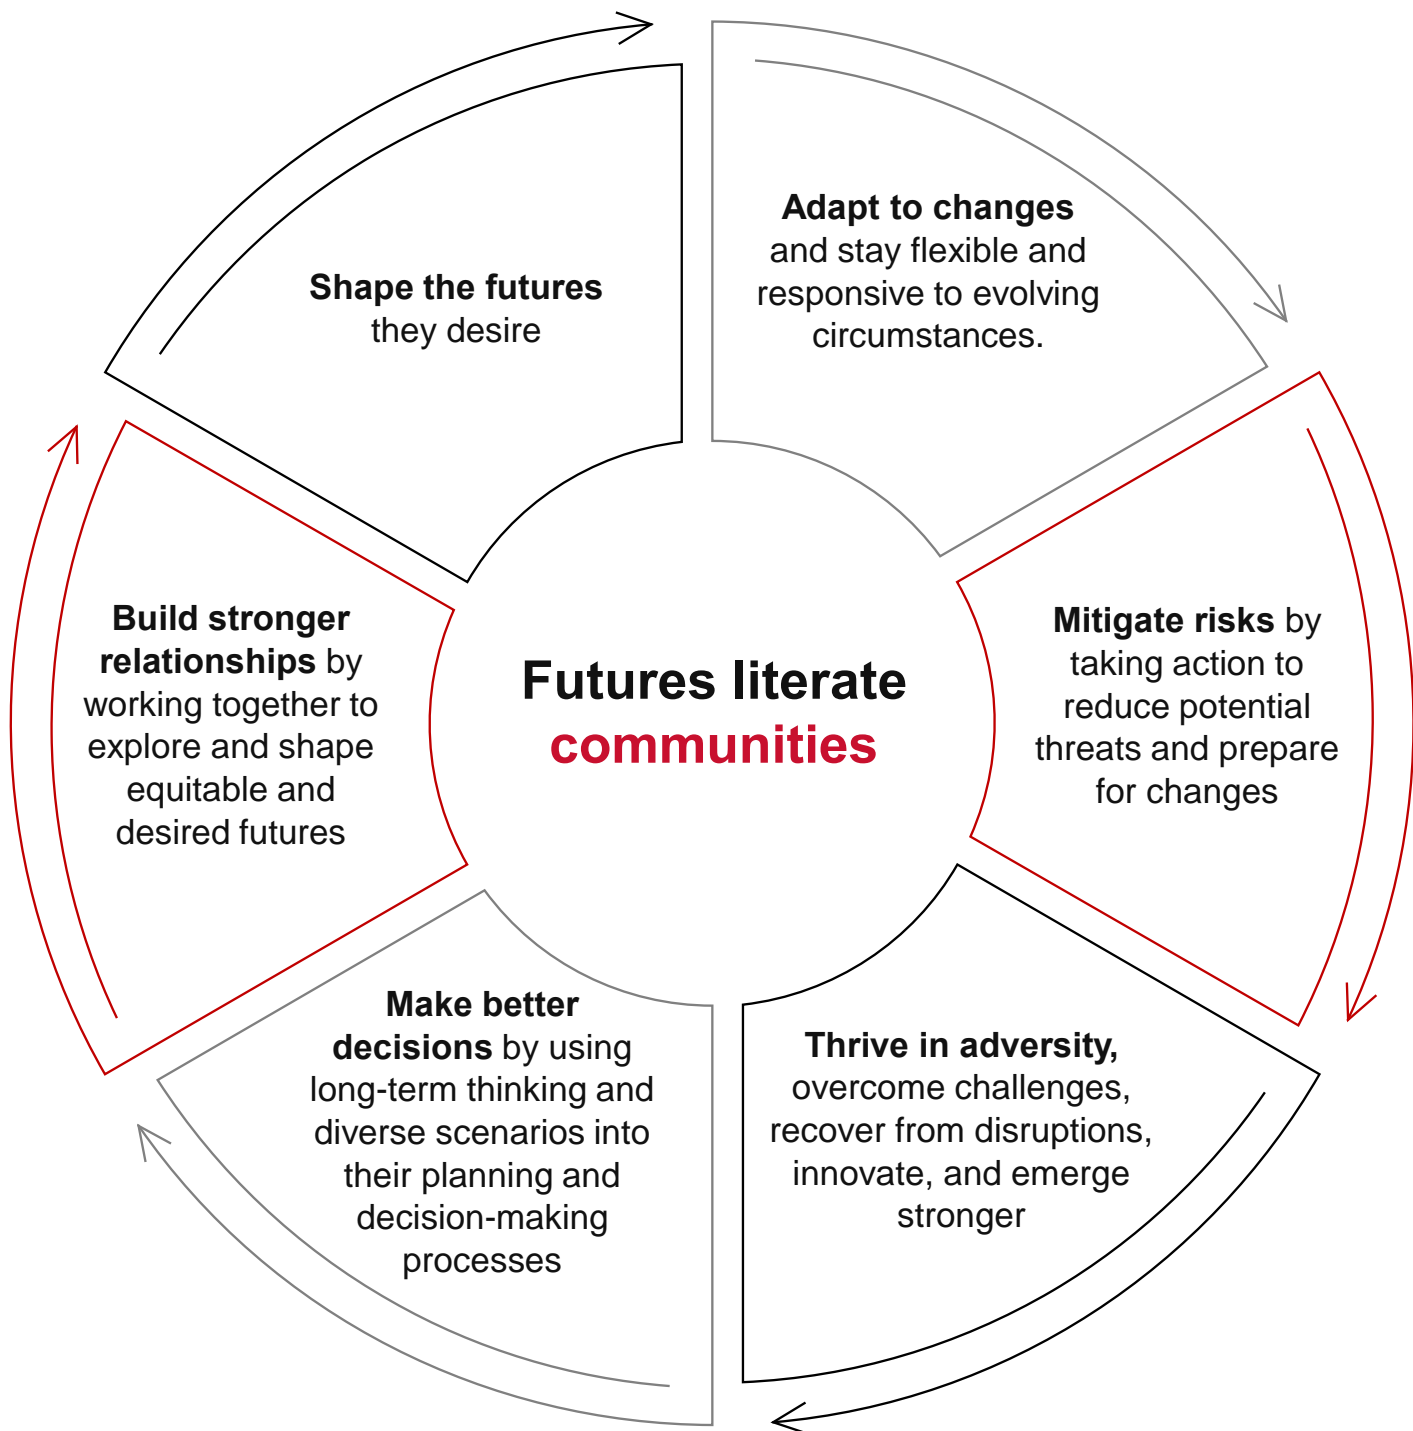 Shape the futures
they desire
Adapt to changes
and stay flexible and
responsive to evolving
circumstances.
Build stronger
relationships by
working together to
explore and shape
equitable and
desired futures
Futures literate
communities
Mitigate risks by
taking action to
reduce potential
threats and prepare
for changes
Make better
decisions by using
long-term thinking and
diverse scenarios into
their planning and
decision-making
processes
Thrive in adversity,
overcome challenges,
recover from disruptions,
innovate, and emerge
stronger